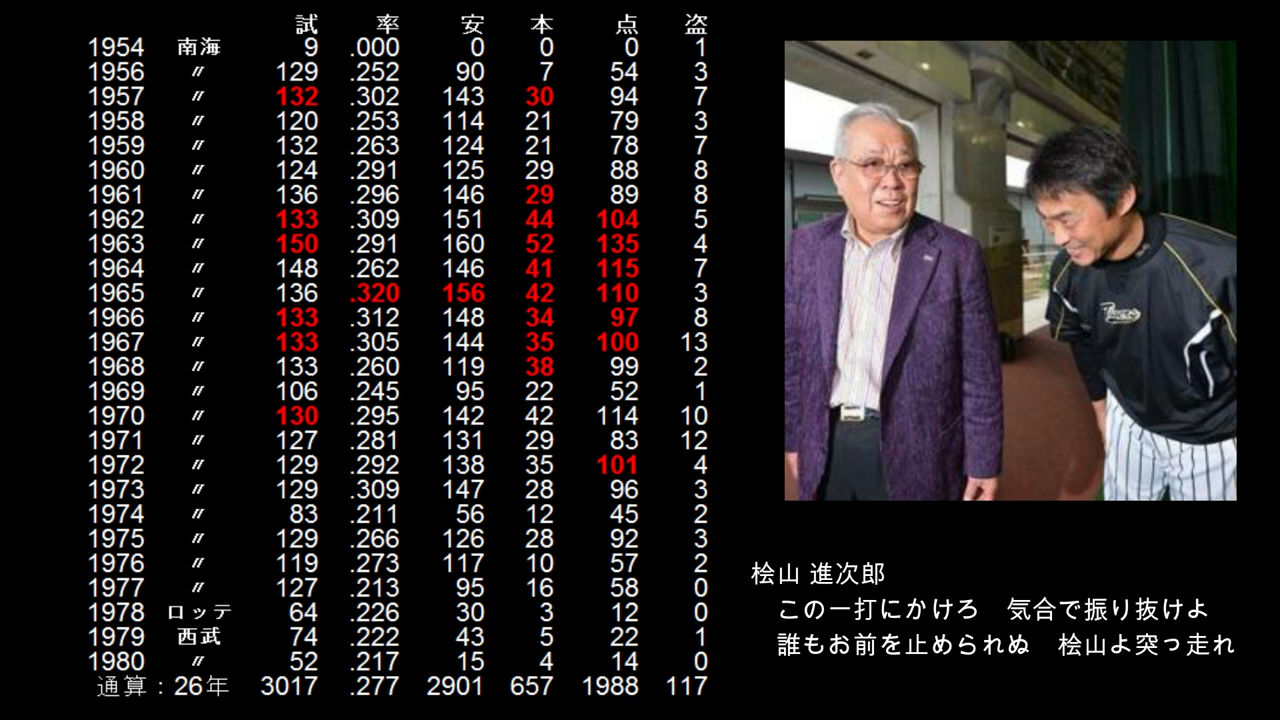 試 率 安 本 点 盗
1954 南海 9 .000 0 0 0 1
1956 〃 129 .252 90 7 54 3
1957 〃 132 .302 143 30 94 7
1958 〃 120 .253 114 21 79 3
1959 〃 132 .263 124 21 78 7
1960 〃 124 .291 125 29 88 8
1961 〃 136 .296 146 29 89 8
1962 〃 133 .309 151 44 104 5
1963 〃 150 .291 160 52 135 4
1964 〃 148 .262 146 41 115 7
1965 〃 136 .320 156 42 110 3
1966 〃 133 .312 148 34 97 8
1967 〃 133 .305 144 35 100 13
1968 〃 133 .260 119 38 99 2
1969 〃 106 .245 95 22 52 1
1970 〃 130 .295 142 42 114 10
1971 〃 127 .281 131 29 83 12
1972 〃 129 .292 138 35 101 4
1973 〃 129 .309 147 28 96 3
1974 〃 83 .211 56 12 45 2
1975 〃 129 .266 126 28 92 3
1976 〃 119 .273 117 10 57 2
1977 〃 127 .213 95 16 58 0
1978 ロッテ 64 .226 30 3 12 0
1979 西武 74 .222 43 5 22 1
1980 〃 52 .217 15 4 14 0
通算：26年 3017 .277 2901 657 1988 117
桧山 進次郎
この一打にかけろ　気合で振り抜けよ
誰もお前を止められぬ　桧山よ突っ走れ